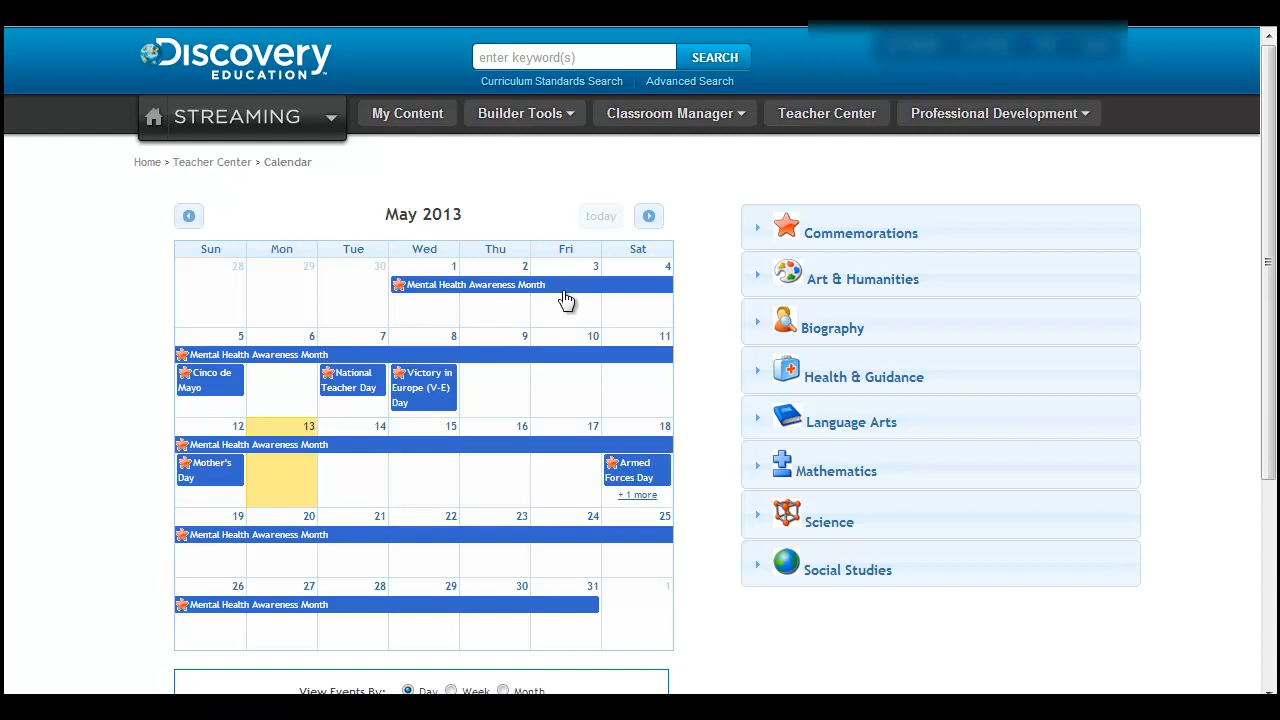 Discovery
EDUCATION™
enter keyword(s)
SEARCH
Curriculum Standards Search
Advanced Search
STREAMING
My Content
Builder Tools
Classroom Manager
Teacher Center
Professional Development
Home > Teacher Center > Calendar
May 2013
today
Sun Mon Tue Wed Thu Fri Sat
28 29 30 1 2 3 4
Mental Health Awareness Month
5 6 7 8 9 10 11
Mental Health Awareness Month
Cinco de
Mayo
National
Teacher Day
Victory in
Europe (V-E)
Day
12 13 14 15 16 17 18
Mental Health Awareness Month
Mother's
Day
Armed
Forces Day
+ 1 more
19 20 21 22 23 24 25
Mental Health Awareness Month
26 27 28 29 30 31 1
Mental Health Awareness Month
View Events By: Day Week Month
Commemorations
Art & Humanities
Biography
Health & Guidance
Language Arts
Mathematics
Science
Social Studies